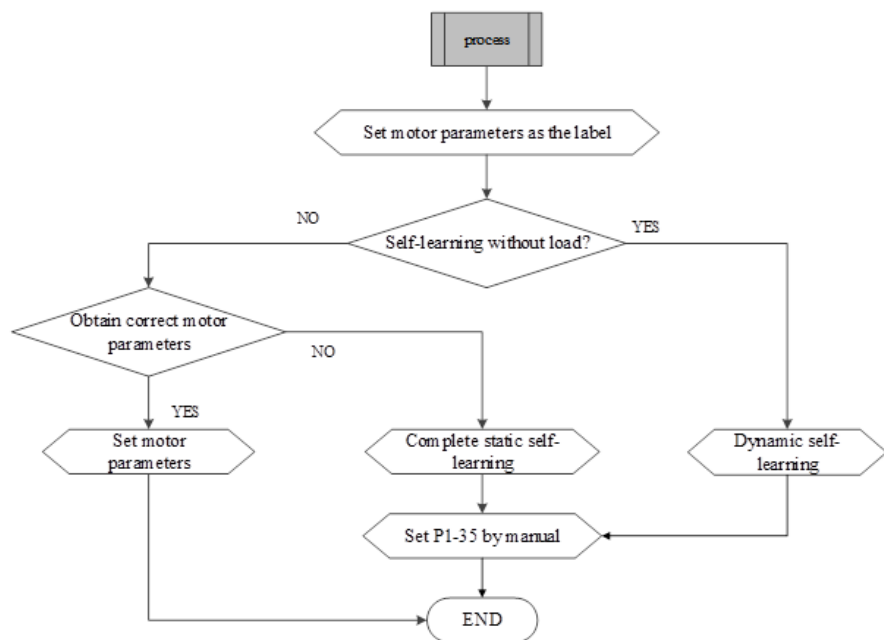 process
Set motor parameters as the label
NO
YES
Self-learning without load?
Obtain correct motor
parameters
NO
YES
Set motor
parameters
Complete static self-
learning
Dynamic self-
learning
Set P1-35 by manual
END